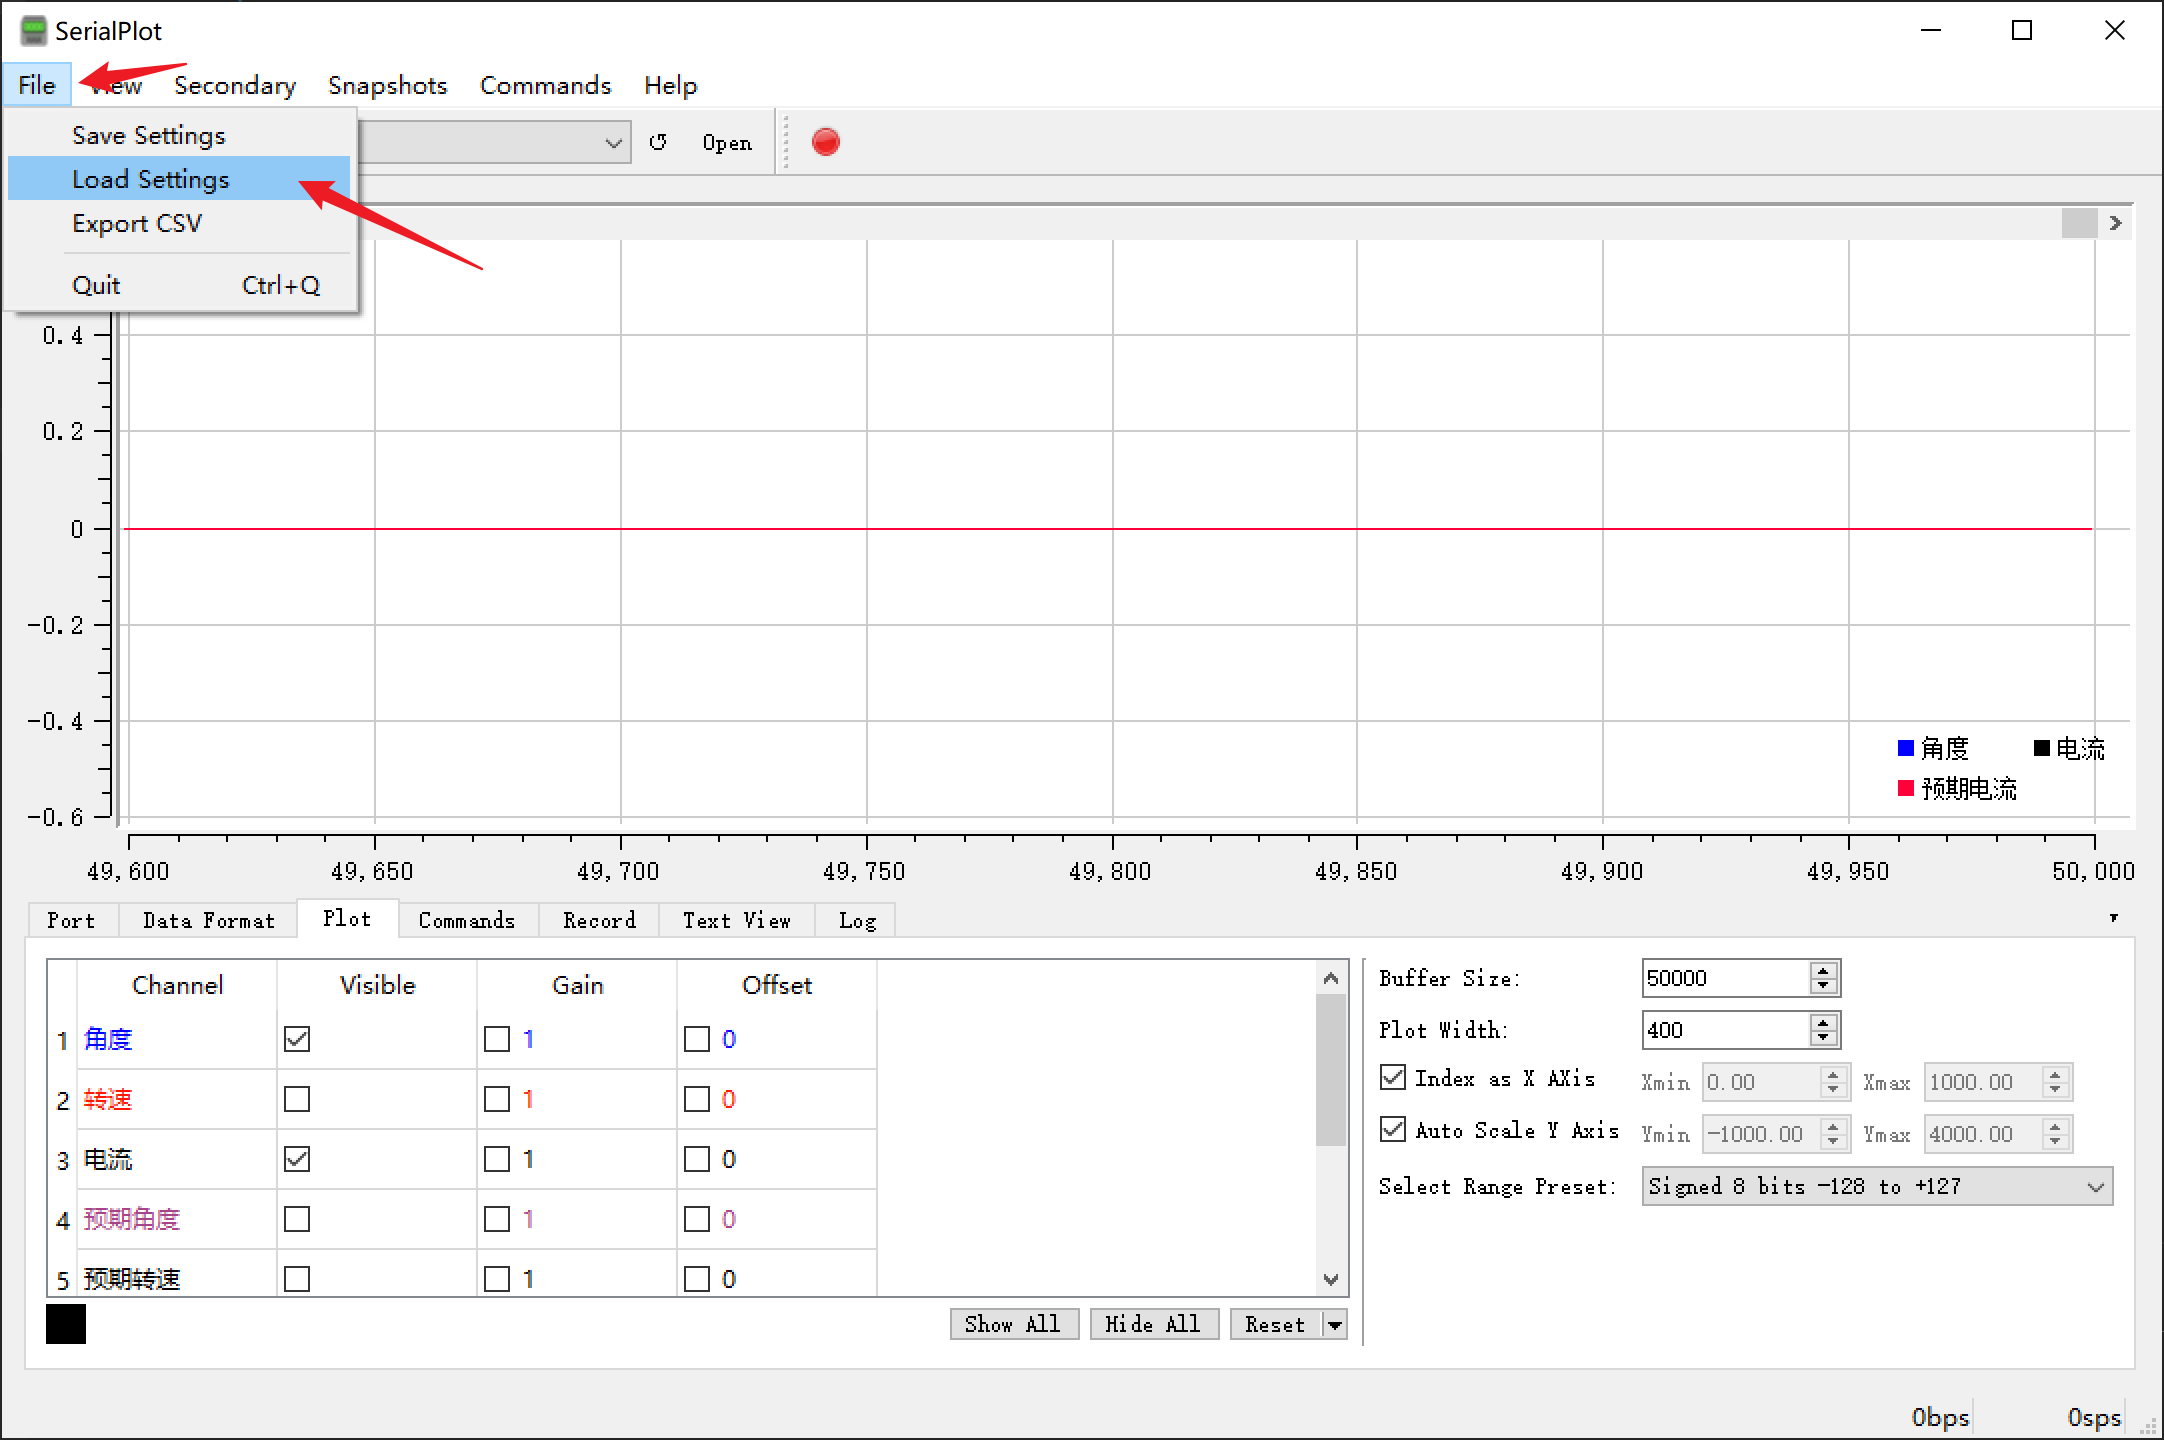 SerialPlot
File View Secondary Snapshots Commands Help
Save Settings
Load Settings
Export CSV
Quit Ctrl+Q
Open
0.4
0.2
0
-0.2
-0.4
-0.6
角度 电流
预期电流
49,600 49,650 49,700 49,750 49,800 49,850 49,900 49,950 50,000
Port Data Format Plot Commands Record Text View Log
Channel Visible Gain Offset
1 角度 1 0
2 转速 1 0
3 电流 1 0
4 预期角度 1 0
5 预期转速 1 0
Show All Hide All Reset
Buffer Size: 50000
Plot Width: 400
Index as X AXis Xmin 0.00 Xmax 1000.00
Auto Scale Y Axis Ymin -1000.00 Ymax 4000.00
Select Range Preset: Signed 8 bits -128 to +127
0bps 0sps